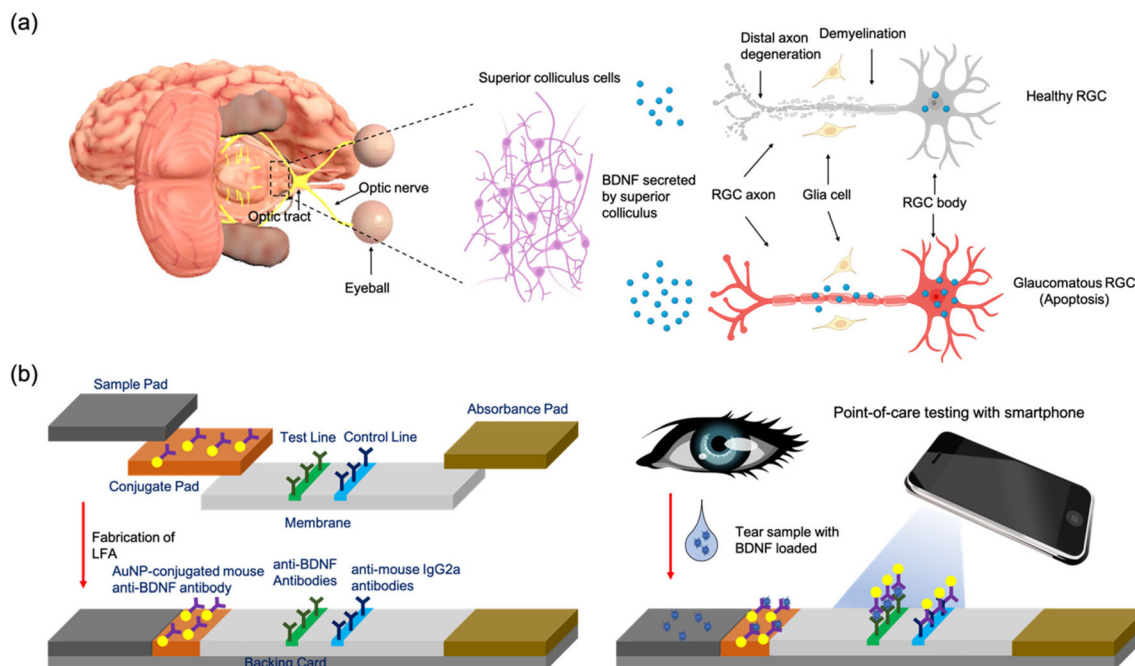 (a)
Superior colliculus cells
Optic nerve
Optic tract
Eyeball
BDNF secreted
by superior
colliculus
Distal axon
degeneration
Demyelination
Healthy RGC
RGC axon
Glia cell
RGC body
Glaucomatous RGC
(Apoptosis)
(b)
Sample Pad
Absorbance Pad
Test Line
Control Line
Conjugate Pad
Membrane
Fabrication of
LFA
AuNP-conjugated mouse
anti-BDNF antibody
anti-BDNF
Antibodies
anti-mouse IgG2a
antibodies
Backing Card
Point-of-care testing with smartphone
Tear sample with
BDNF loaded